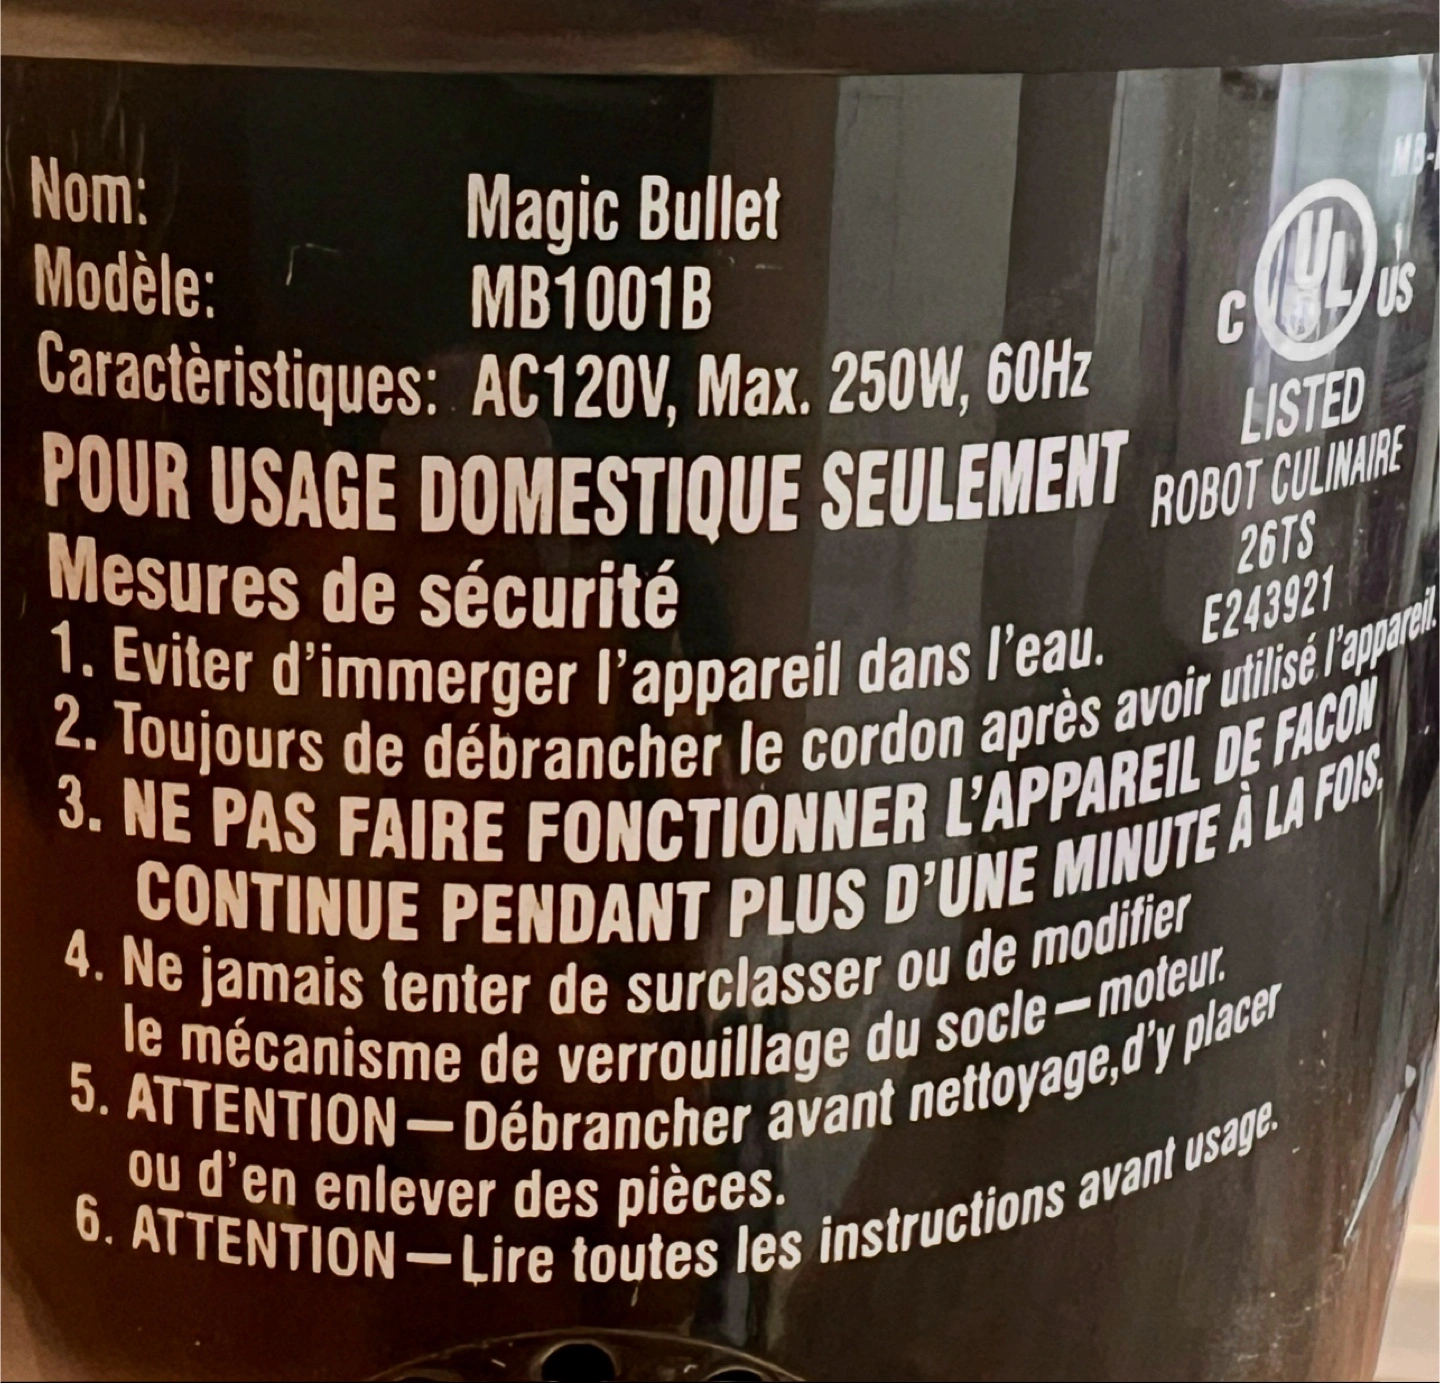 Nom: Magic Bullet
Modèle: MB1001B
Caractèristiques: AC120V, Max. 250W, 60Hz
POUR USAGE DOMESTIQUE SEULEMENT
Mesures de sécurité
1. Eviter d'immerger l'appareil dans l'eau.
2. Toujours de débrancher le cordon après avoir utilisé l'appareil.
3. NE PAS FAIRE FONCTIONNER L'APPAREIL DE FACON
CONTINUE PENDANT PLUS D'UNE MINUTE À LA FOIS.
4. Ne jamais tenter de surclasser ou de modifier
le mécanisme de verrouillage du socle—moteur.
5. ATTENTION—Débrancher avant nettoyage,d'y placer
ou d'en enlever des pièces.
6. ATTENTION—Lire toutes les instructions avant usage.
C UL US
LISTED
ROBOT CULINAIRE
26TS
E243921